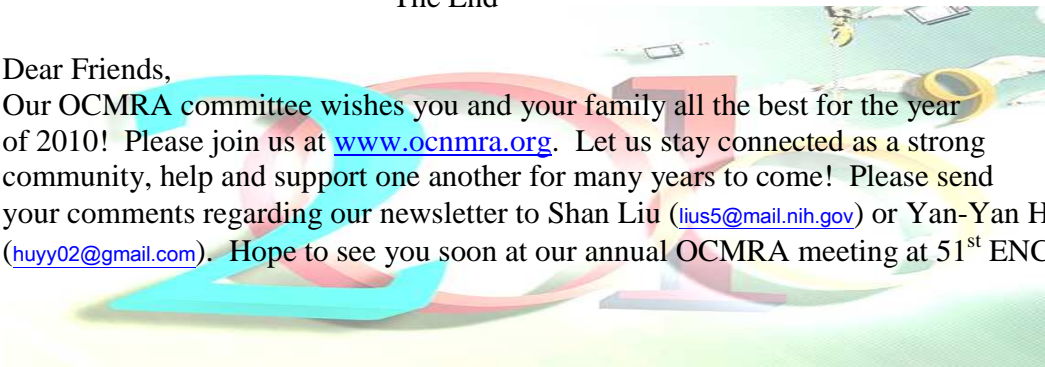 The End
Dear Friends,
Our OCMRA committee wishes you and your family all the best for the year
of 2010! Please join us at www.ocnmra.org. Let us stay connected as a strong
community, help and support one another for many years to come! Please send
your comments regarding our newsletter to Shan Liu (lius5@mail.nih.gov) or Yan-Yan H
(huyy02@gmail.com). Hope to see you soon at our annual OCMRA meeting at 51st ENC
2010